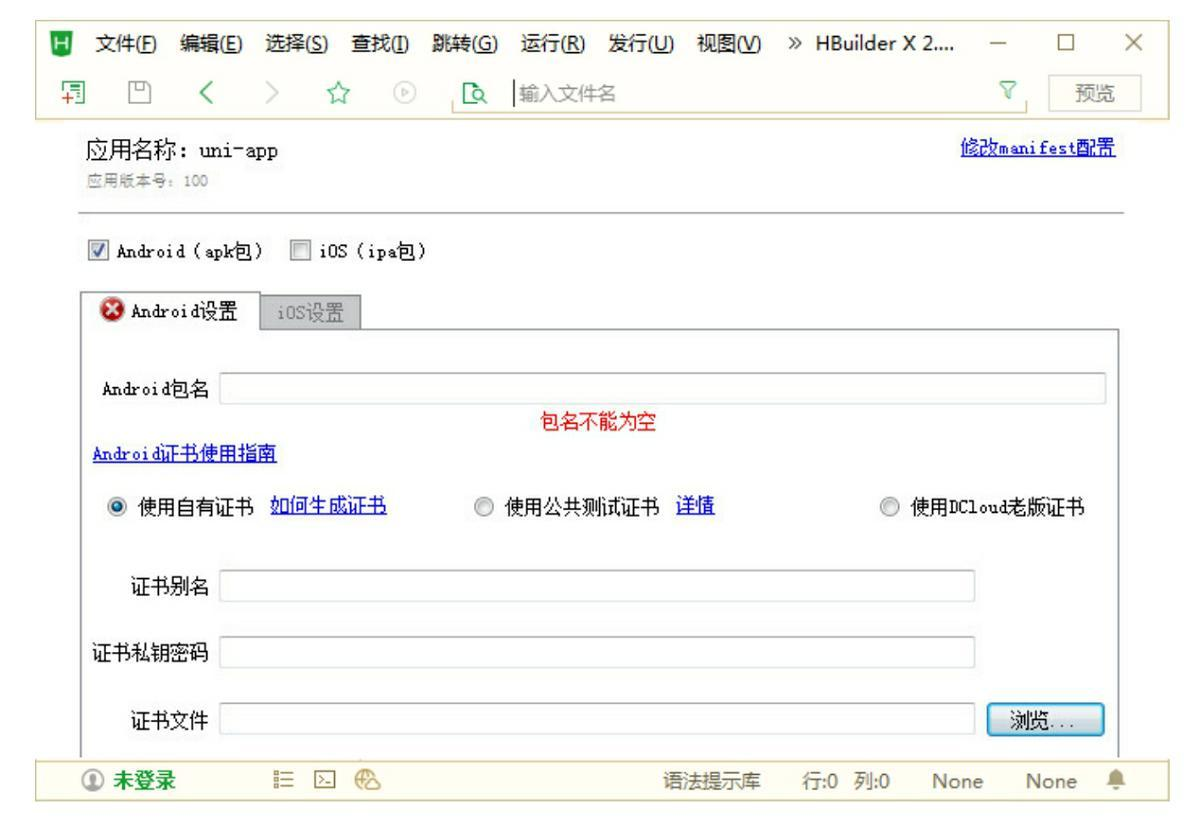 文件(F) 编辑(E) 选择(S) 查找(I) 跳转(G) 运行(R) 发行(U) 视图(V) » HBuilder X 2....
输入文件名 预览
应用名称: uni-app 修改manifest配置
应用版本号: 100
Android（apk包） iOS（ipa包）
Android设置 iOS设置
Android包名
包名不能为空
Android证书使用指南
使用自有证书 如何生成证书 使用公共测试证书 详情 使用DCloud老版证书
证书别名
证书私钥密码
证书文件 浏览...
未登录 语法提示库 行:0 列:0 None None